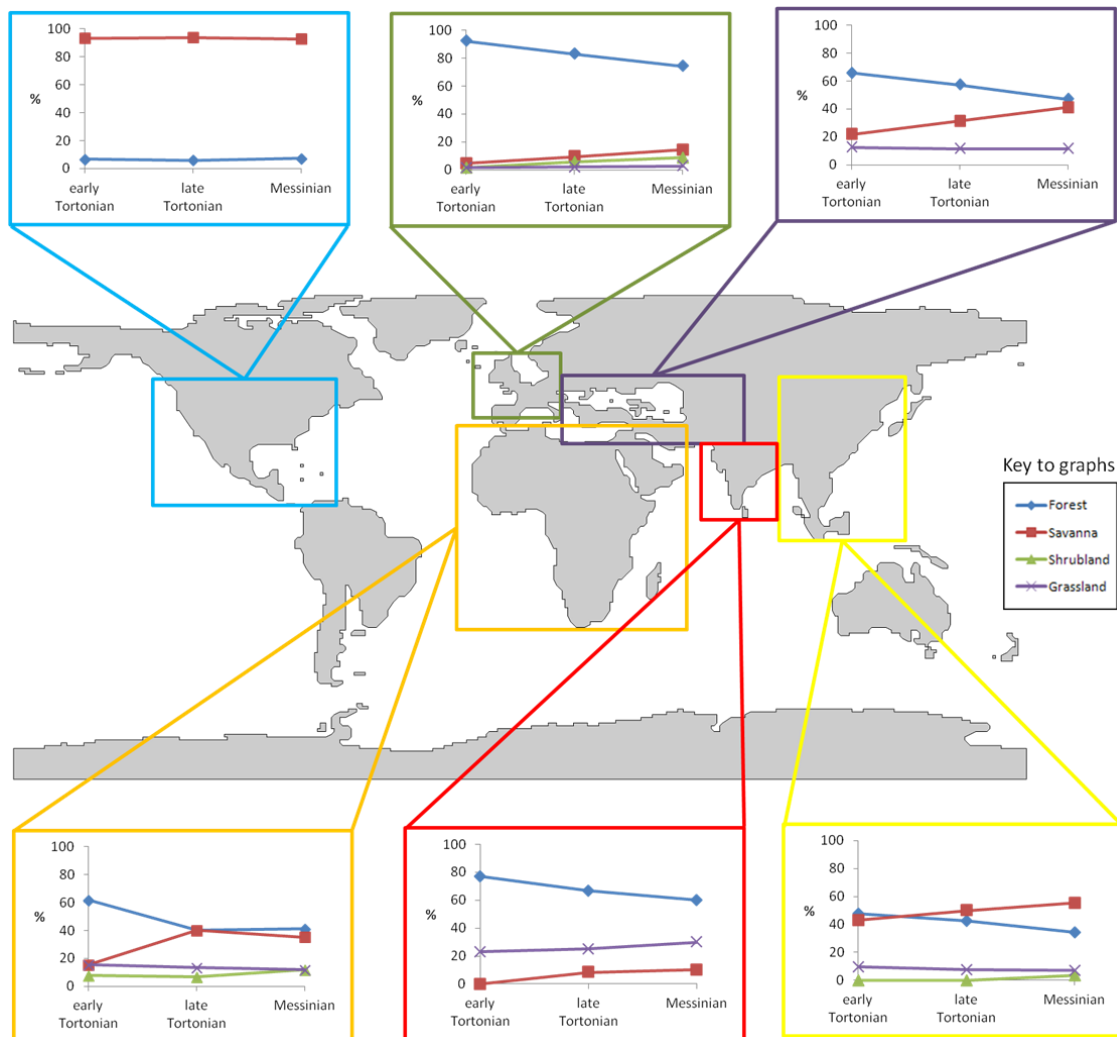 100
80
60
%
40
20
0
early
Tortonian
late
Tortonian
Messinian
100
80
60
%
40
20
0
early
Tortonian
late
Tortonian
Messinian
100
80
60
%
40
20
0
early
Tortonian
late
Tortonian
Messinian
Key to graphs
Forest
Savanna
Shrubland
Grassland
100
80
60
%
40
20
0
early
Tortonian
late
Tortonian
Messinian
100
80
60
%
40
20
0
early
Tortonian
late
Tortonian
Messinian
100
80
60
%
40
20
0
early
Tortonian
late
Tortonian
Messinian